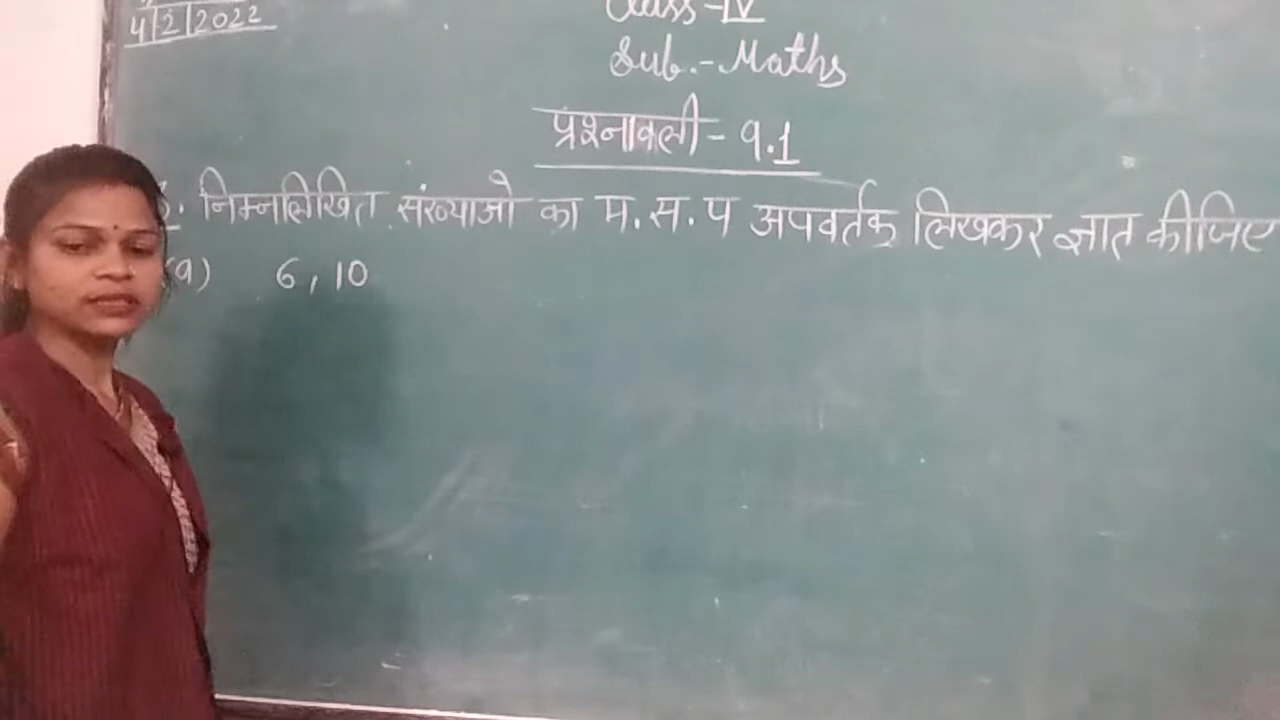 4/2/2022
Class-IV
Sub.-Maths
प्रश्नावली- 9.1
निम्नलिखित संख्याओ का म.स.प अपवर्तक लिखकर ज्ञात कीजिए
(a) 6, 10